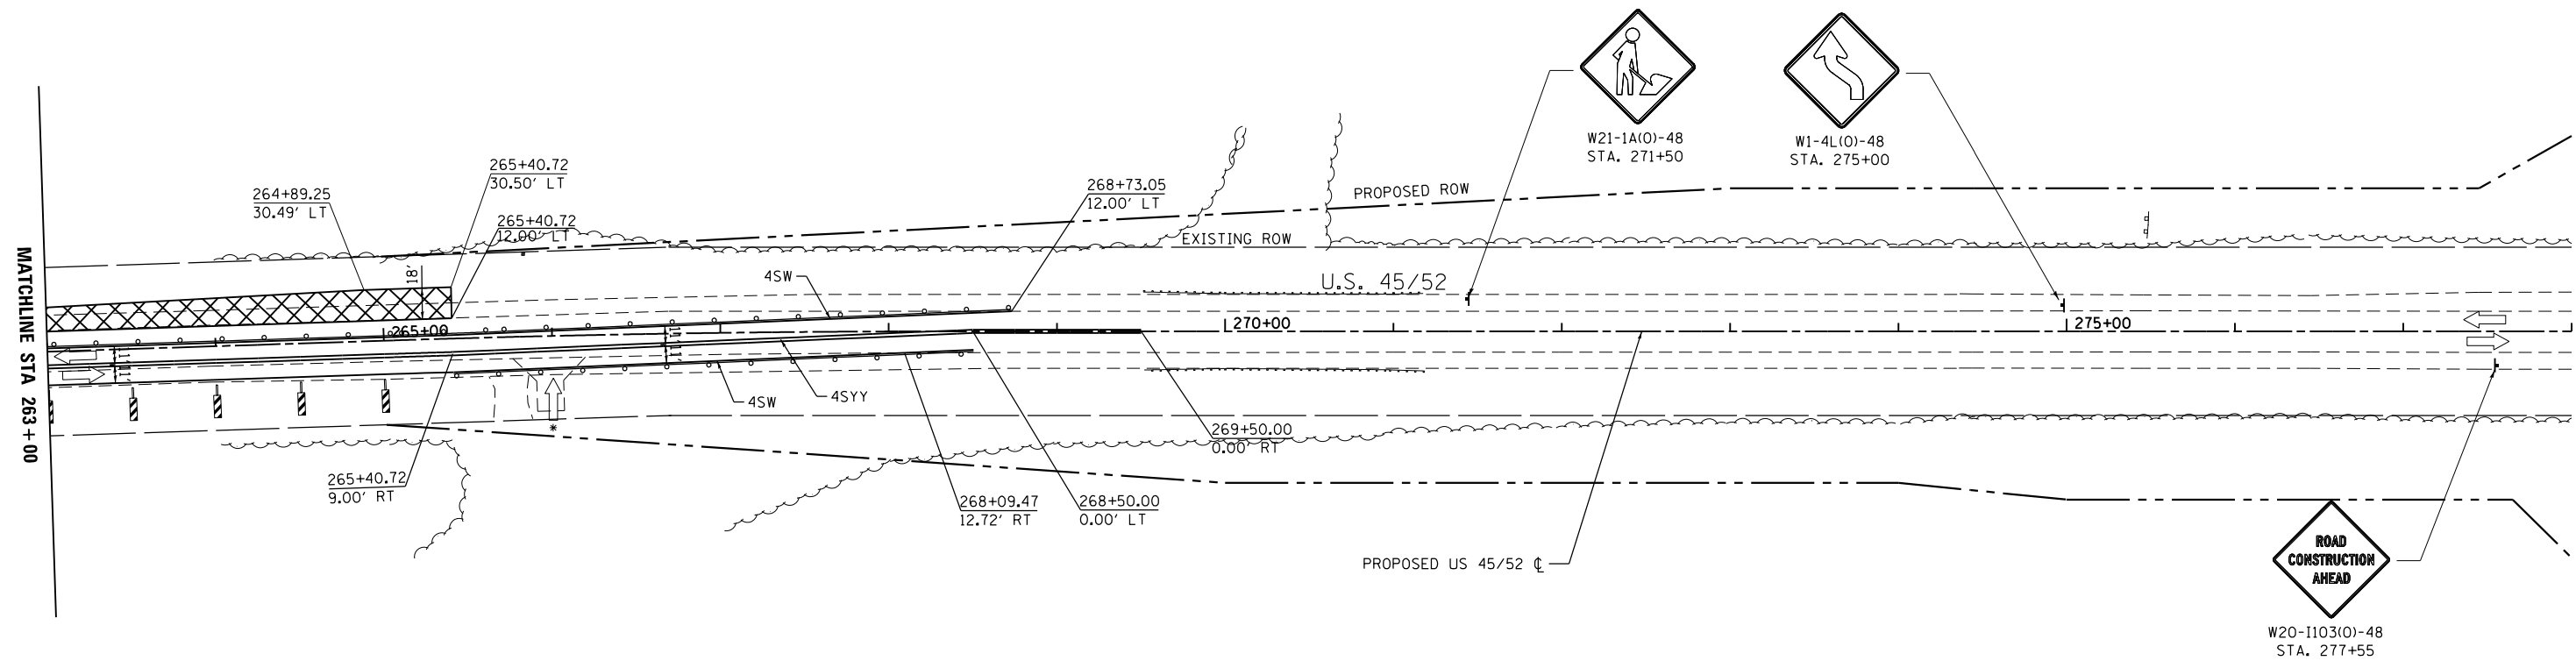 W21-1A(O)-48
STA. 271+50
W1-4L(O)-48
STA. 275+00
265+40.72
30.50' LT
264+89.25
30.49' LT
268+73.05
12.00' LT
PROPOSED ROW
265+40.72
12.00' LT
EXISTING ROW
18'
4SW
U.S. 45/52
MATCHLINE STA 263+00
265+00
270+00
275+00
11'
11'
11'
11'
4SW
4SYY
*
269+50.00
0.00' RT
265+40.72
9.00' RT
268+09.47
12.72' RT
268+50.00
0.00' LT
PROPOSED US 45/52 ℄
ROAD
CONSTRUCTION
AHEAD
W20-I103(O)-48
STA. 277+55